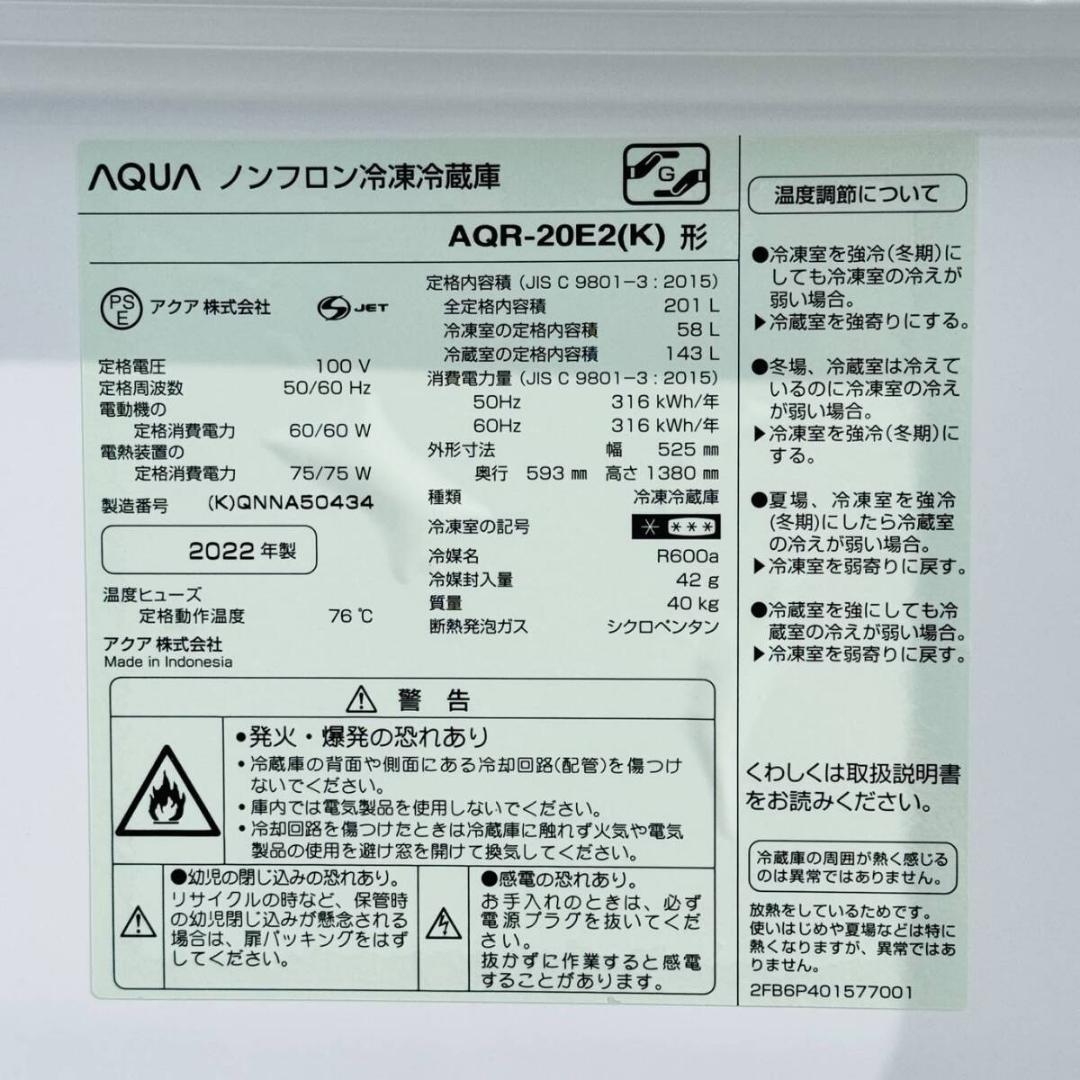 AQUA ノンフロン冷凍冷蔵庫
G
AQR-20E2(K) 形
PS
E
アクア 株式会社
S JET
定格電圧 100 V
定格周波数 50/60 Hz
電動機の
定格消費電力 60/60 W
電熱装置の
定格消費電力 75/75 W
製造番号 (K)QNNA50434
2022 年製
温度ヒューズ
定格動作温度 76 ℃
アクア 株式会社
Made in Indonesia
定格内容積 (JIS C 9801-3 : 2015)
全定格内容積 201 L
冷凍室の定格内容積 58 L
冷蔵室の定格内容積 143 L
消費電力量 (JIS C 9801-3 : 2015)
50Hz 316 kWh/年
60Hz 316 kWh/年
外形寸法 幅 525 ㎜
奥行 593 ㎜ 高さ 1380 ㎜
種類 冷凍冷蔵庫
冷凍室の記号
冷媒名 R600a
冷媒封入量 42 g
質量 40 kg
断熱発泡ガス シクロペンタン
警 告
●発火・爆発の恐れあり
・冷蔵庫の背面や側面にある冷却回路(配管)を傷つけ
ないでください。
・庫内では電気製品を使用しないでください。
・冷却回路を傷つけたときは冷蔵庫に触れず火気や電気
製品の使用を避け窓を開けて換気してください。
●幼児の閉じ込みの恐れあり。
リサイクルの時など、保管時
の幼児閉じ込みが懸念される
場合は、扉パッキングをはず
してください。
●感電の恐れあり。
お手入れのときは、必ず
電源プラグを抜いてくだ
さい。
抜かずに作業すると感電
することがあります。
温度調節について
●冷凍室を強冷(冬期)に
しても冷凍室の冷えが
弱い場合。
▶冷蔵室を強寄りにする。
●冬場、冷蔵室は冷えて
いるのに冷凍室の冷え
が弱い場合。
▶冷凍室を強冷(冬期)に
する。
●夏場、冷凍室を強冷
(冬期)にしたら冷蔵室
の冷えが弱い場合。
▶冷凍室を弱寄りに戻す。
●冷蔵室を強にしても冷
蔵室の冷えが弱い場合。
▶冷凍室を弱寄りに戻す。
くわしくは取扱説明書
をお読みください。
冷蔵庫の周囲が熱く感じる
のは異常ではありません。
放熱をしているためです。
使いはじめや夏場などは特に
熱くなりますが、異常ではあ
りません。
2FB6P401577001